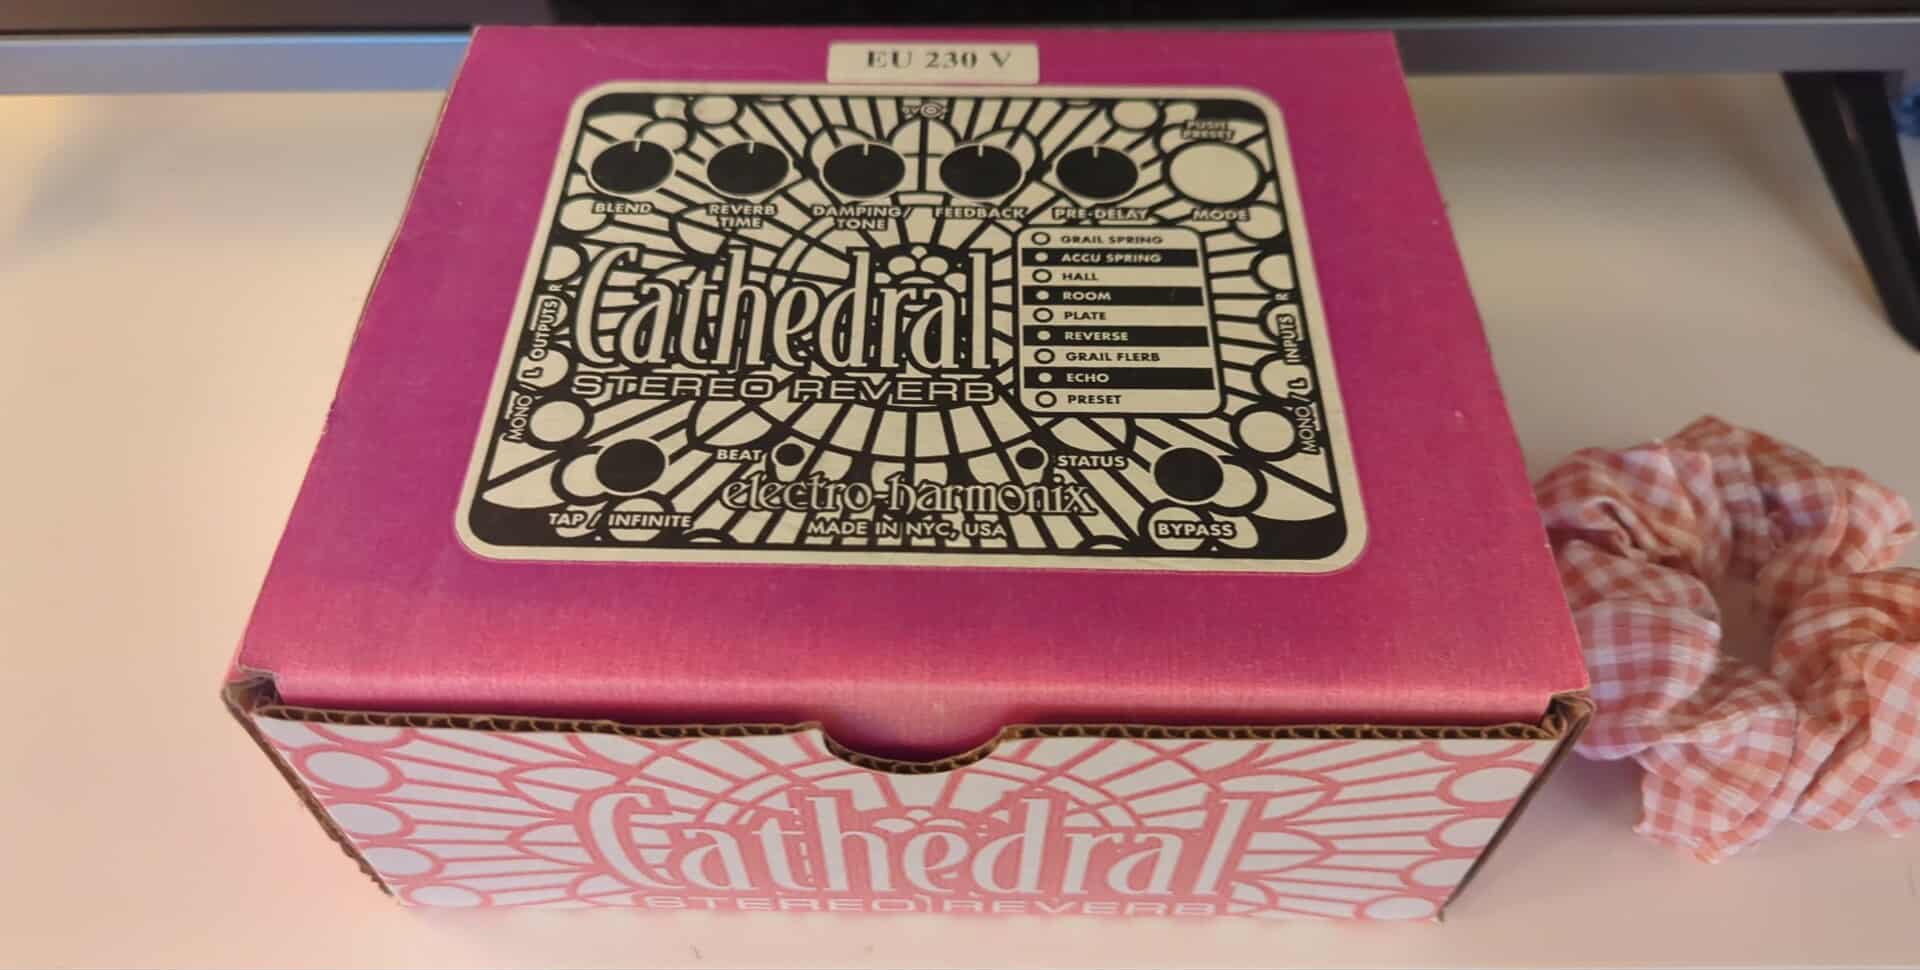 EU 230 V
PUSH
PRESET
BLEND
REVERB
TIME
DAMPING/
TONE
FEEDBACK
PRE-DELAY
MODE
GRAIL SPRING
ACCU SPRING
HALL
ROOM
PLATE
REVERSE
GRAIL FLERB
ECHO
PRESET
Cathedral
STEREO REVERB
MONO/L OUTPUTS R
MONO/L INPUTS R
BEAT
STATUS
electro-harmonix
TAP / INFINITE
MADE IN NYC, USA
BYPASS
Cathedral
STEREO REVERB